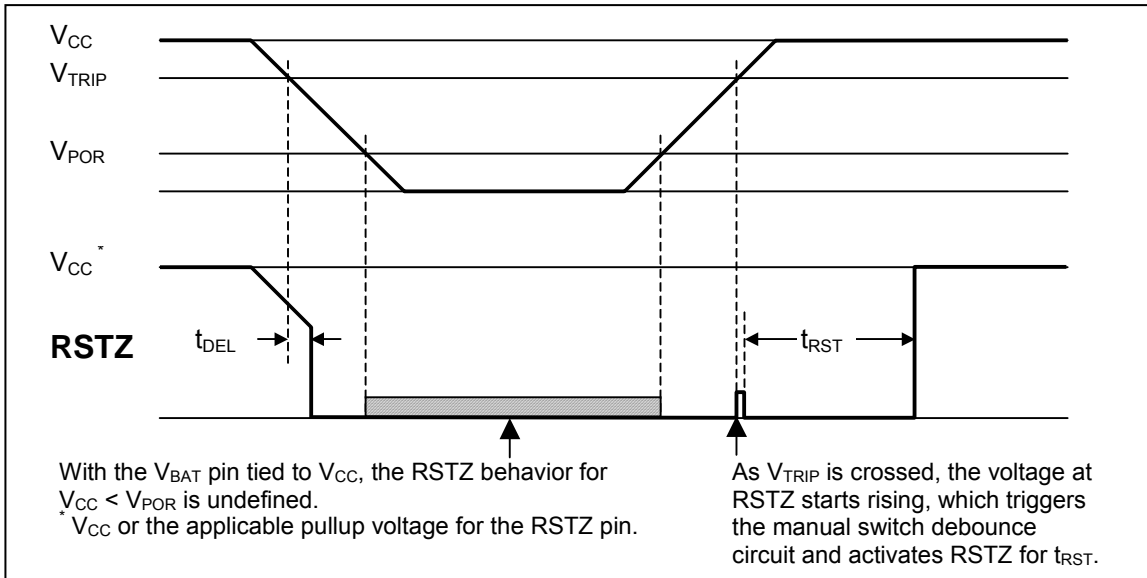 VCC
VTRIP
VPOR
VCC *
RSTZ
tDEL
tRST
With the VBAT pin tied to VCC, the RSTZ behavior for
VCC < VPOR is undefined.
* VCC or the applicable pullup voltage for the RSTZ pin.
As VTRIP is crossed, the voltage at
RSTZ starts rising, which triggers
the manual switch debounce
circuit and activates RSTZ for tRST.